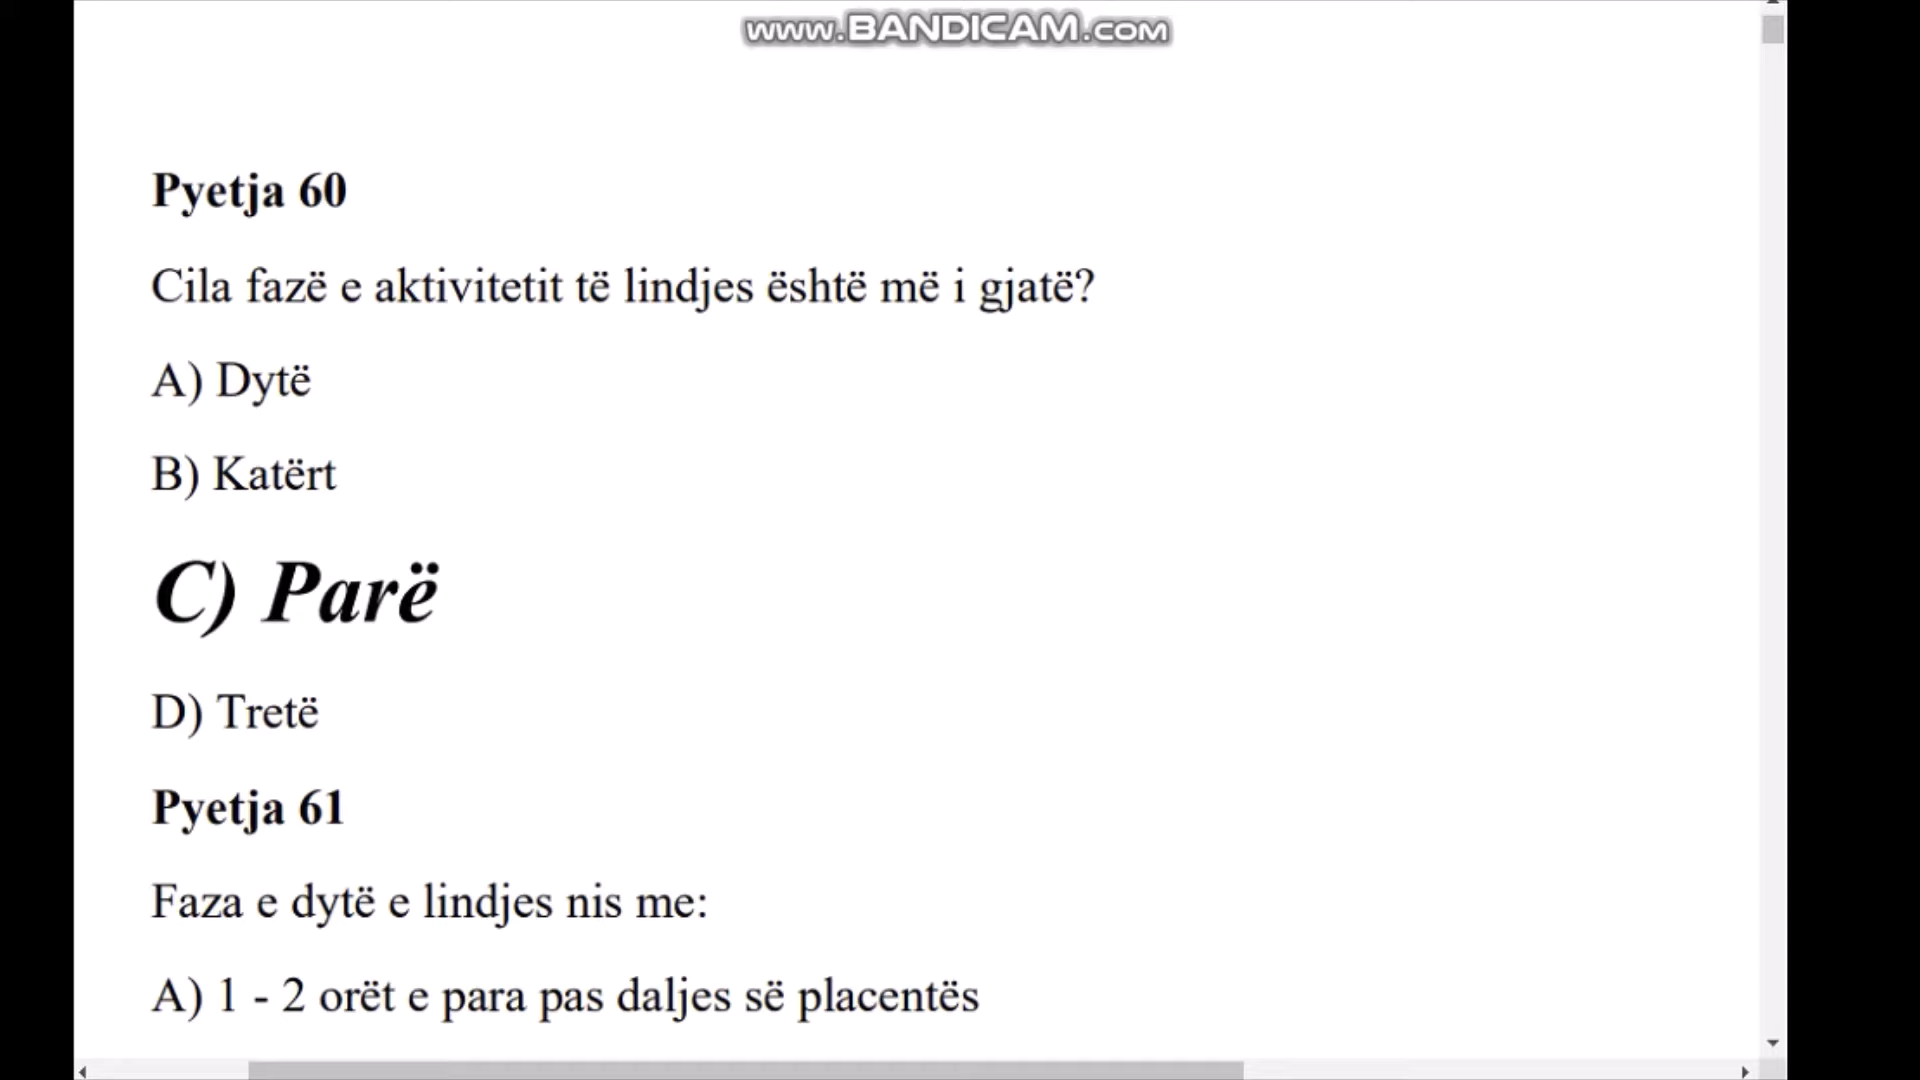 www.BANDICAM.com
Pyetja 60
Cila fazë e aktivitetit të lindjes është më i gjatë?
A) Dytë
B) Katërt
C) Parë
D) Tretë
Pyetja 61
Faza e dytë e lindjes nis me:
A) 1 - 2 orët e para pas daljes së placentës